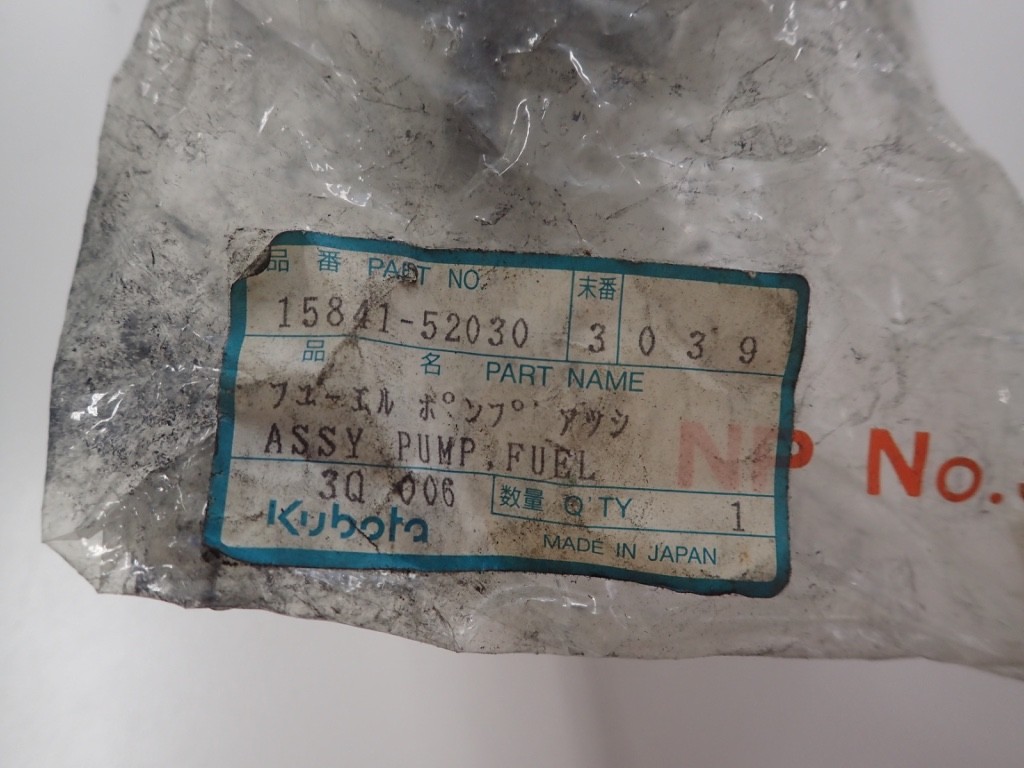 品番 PART NO. 末番
15841-52030 3 0 3 9
品名 PART NAME
フユーエル ポンプ アツシ
ASSY PUMP,FUEL
3Q 006 数量 Q'TY 1
Kubota MADE IN JAPAN
NP No.